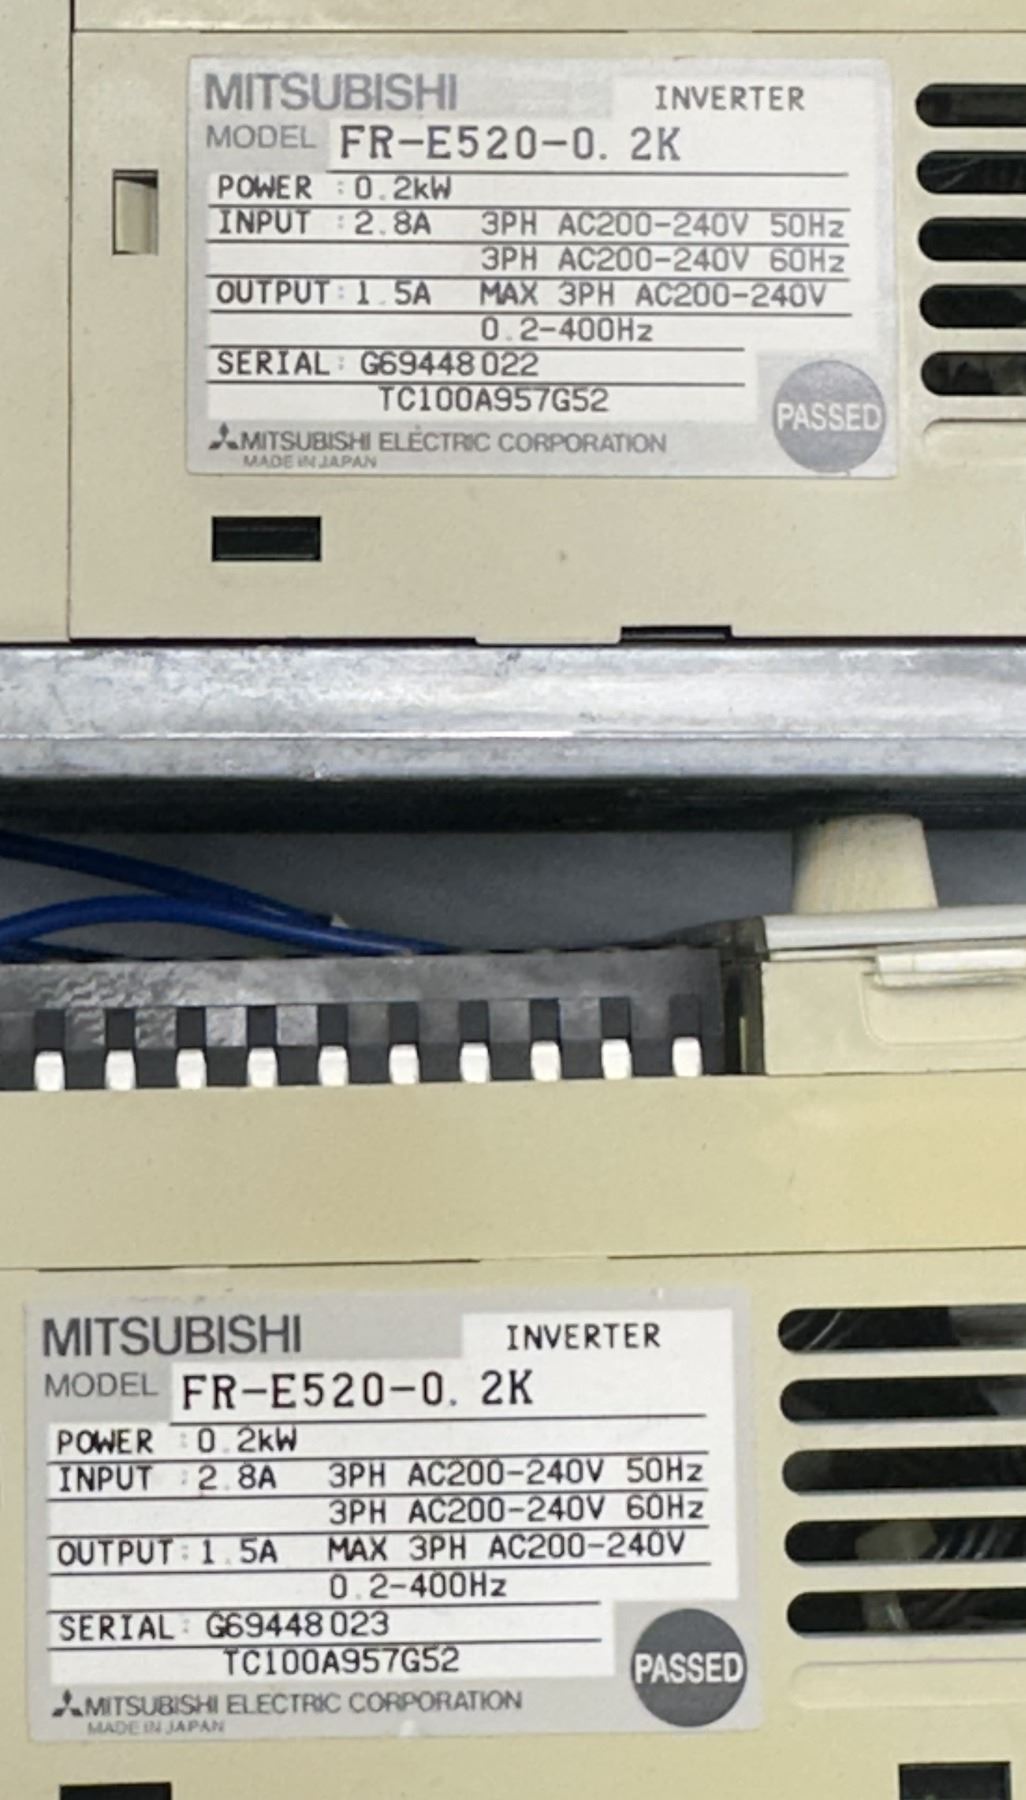 MITSUBISHI INVERTER
MODEL FR-E520-0.2K
POWER :0.2kW
INPUT :2.8A 3PH AC200-240V 50Hz
3PH AC200-240V 60Hz
OUTPUT:1.5A MAX 3PH AC200-240V
0.2-400Hz
SERIAL: G69448022
TC100A957G52
PASSED
MITSUBISHI ELECTRIC CORPORATION
MADE IN JAPAN
MITSUBISHI INVERTER
MODEL FR-E520-0.2K
POWER :0.2kW
INPUT :2.8A 3PH AC200-240V 50Hz
3PH AC200-240V 60Hz
OUTPUT:1.5A MAX 3PH AC200-240V
0.2-400Hz
SERIAL: G69448023
TC100A957G52
PASSED
MITSUBISHI ELECTRIC CORPORATION
MADE IN JAPAN